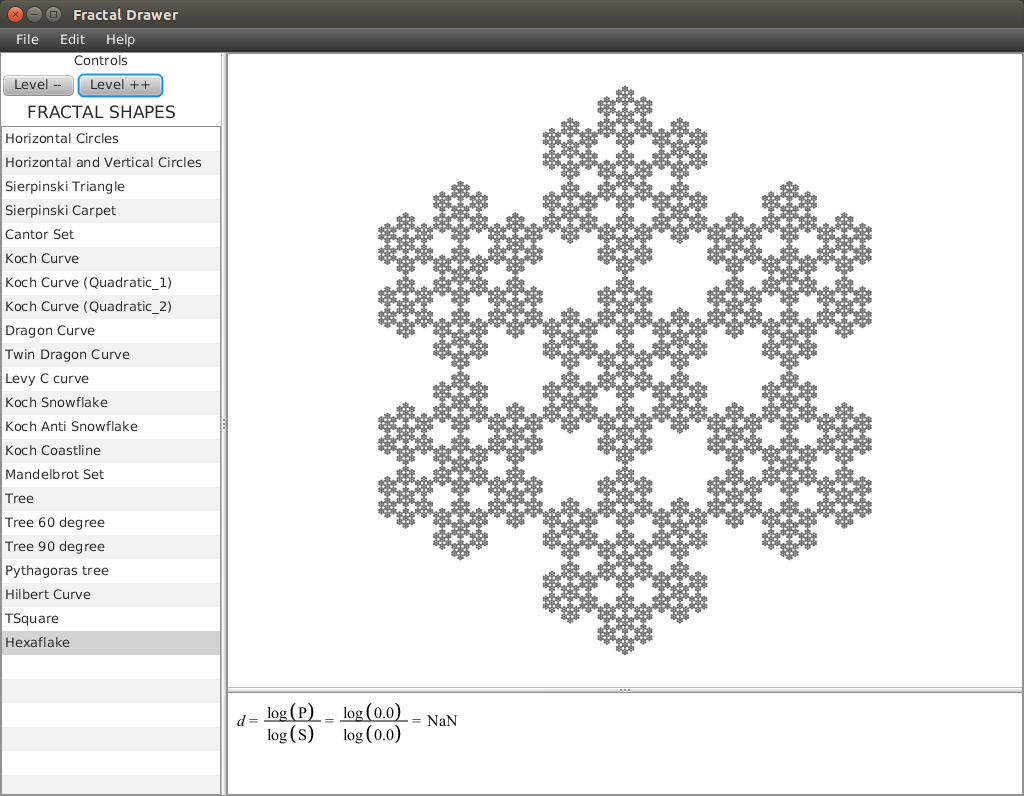 Fractal Drawer
File Edit Help
Controls
Level -- Level ++
FRACTAL SHAPES
Horizontal Circles
Horizontal and Vertical Circles
Sierpinski Triangle
Sierpinski Carpet
Cantor Set
Koch Curve
Koch Curve (Quadratic_1)
Koch Curve (Quadratic_2)
Dragon Curve
Twin Dragon Curve
Levy C curve
Koch Snowflake
Koch Anti Snowflake
Koch Coastline
Mandelbrot Set
Tree
Tree 60 degree
Tree 90 degree
Pythagoras tree
Hilbert Curve
TSquare
Hexaflake
d = log(P) / log(S) = log(0.0) / log(0.0) = NaN